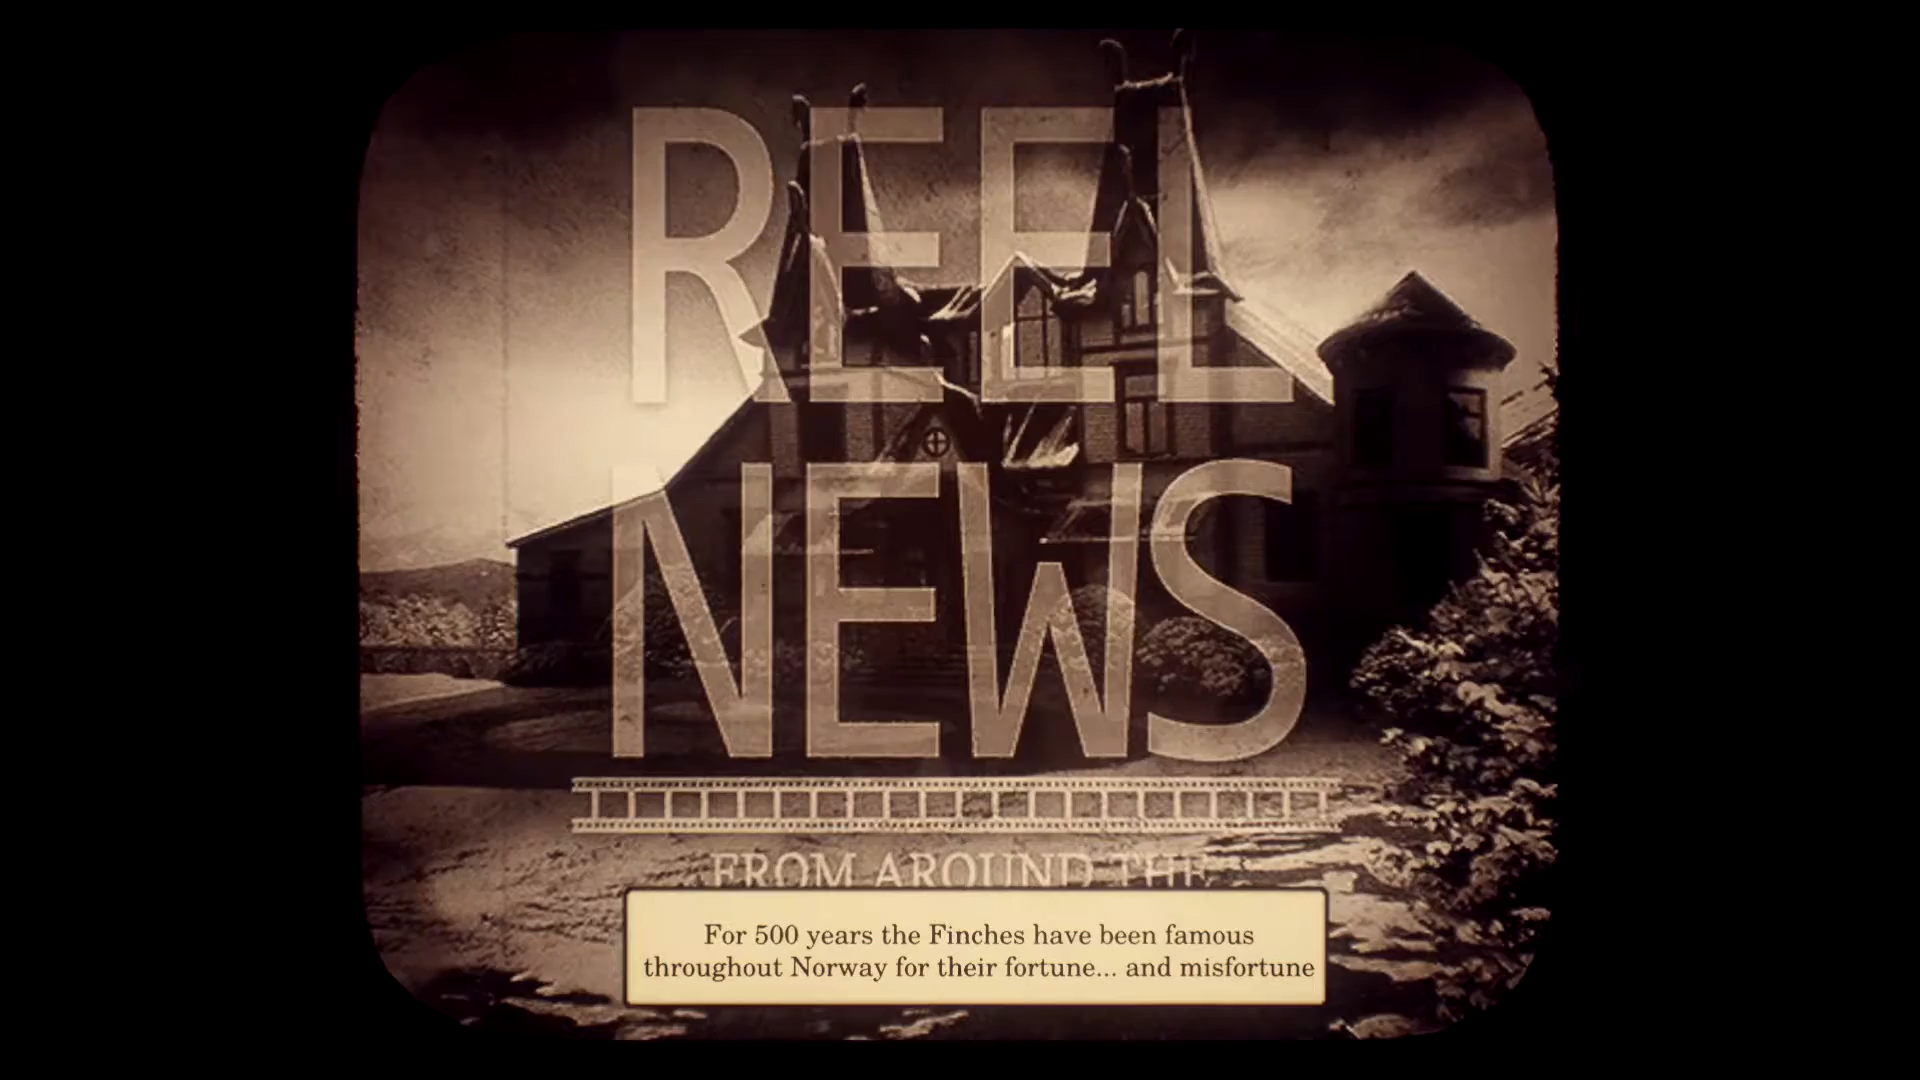 REEL
NEWS
FROM AROUND THE
For 500 years the Finches have been famous
throughout Norway for their fortune... and misfortune